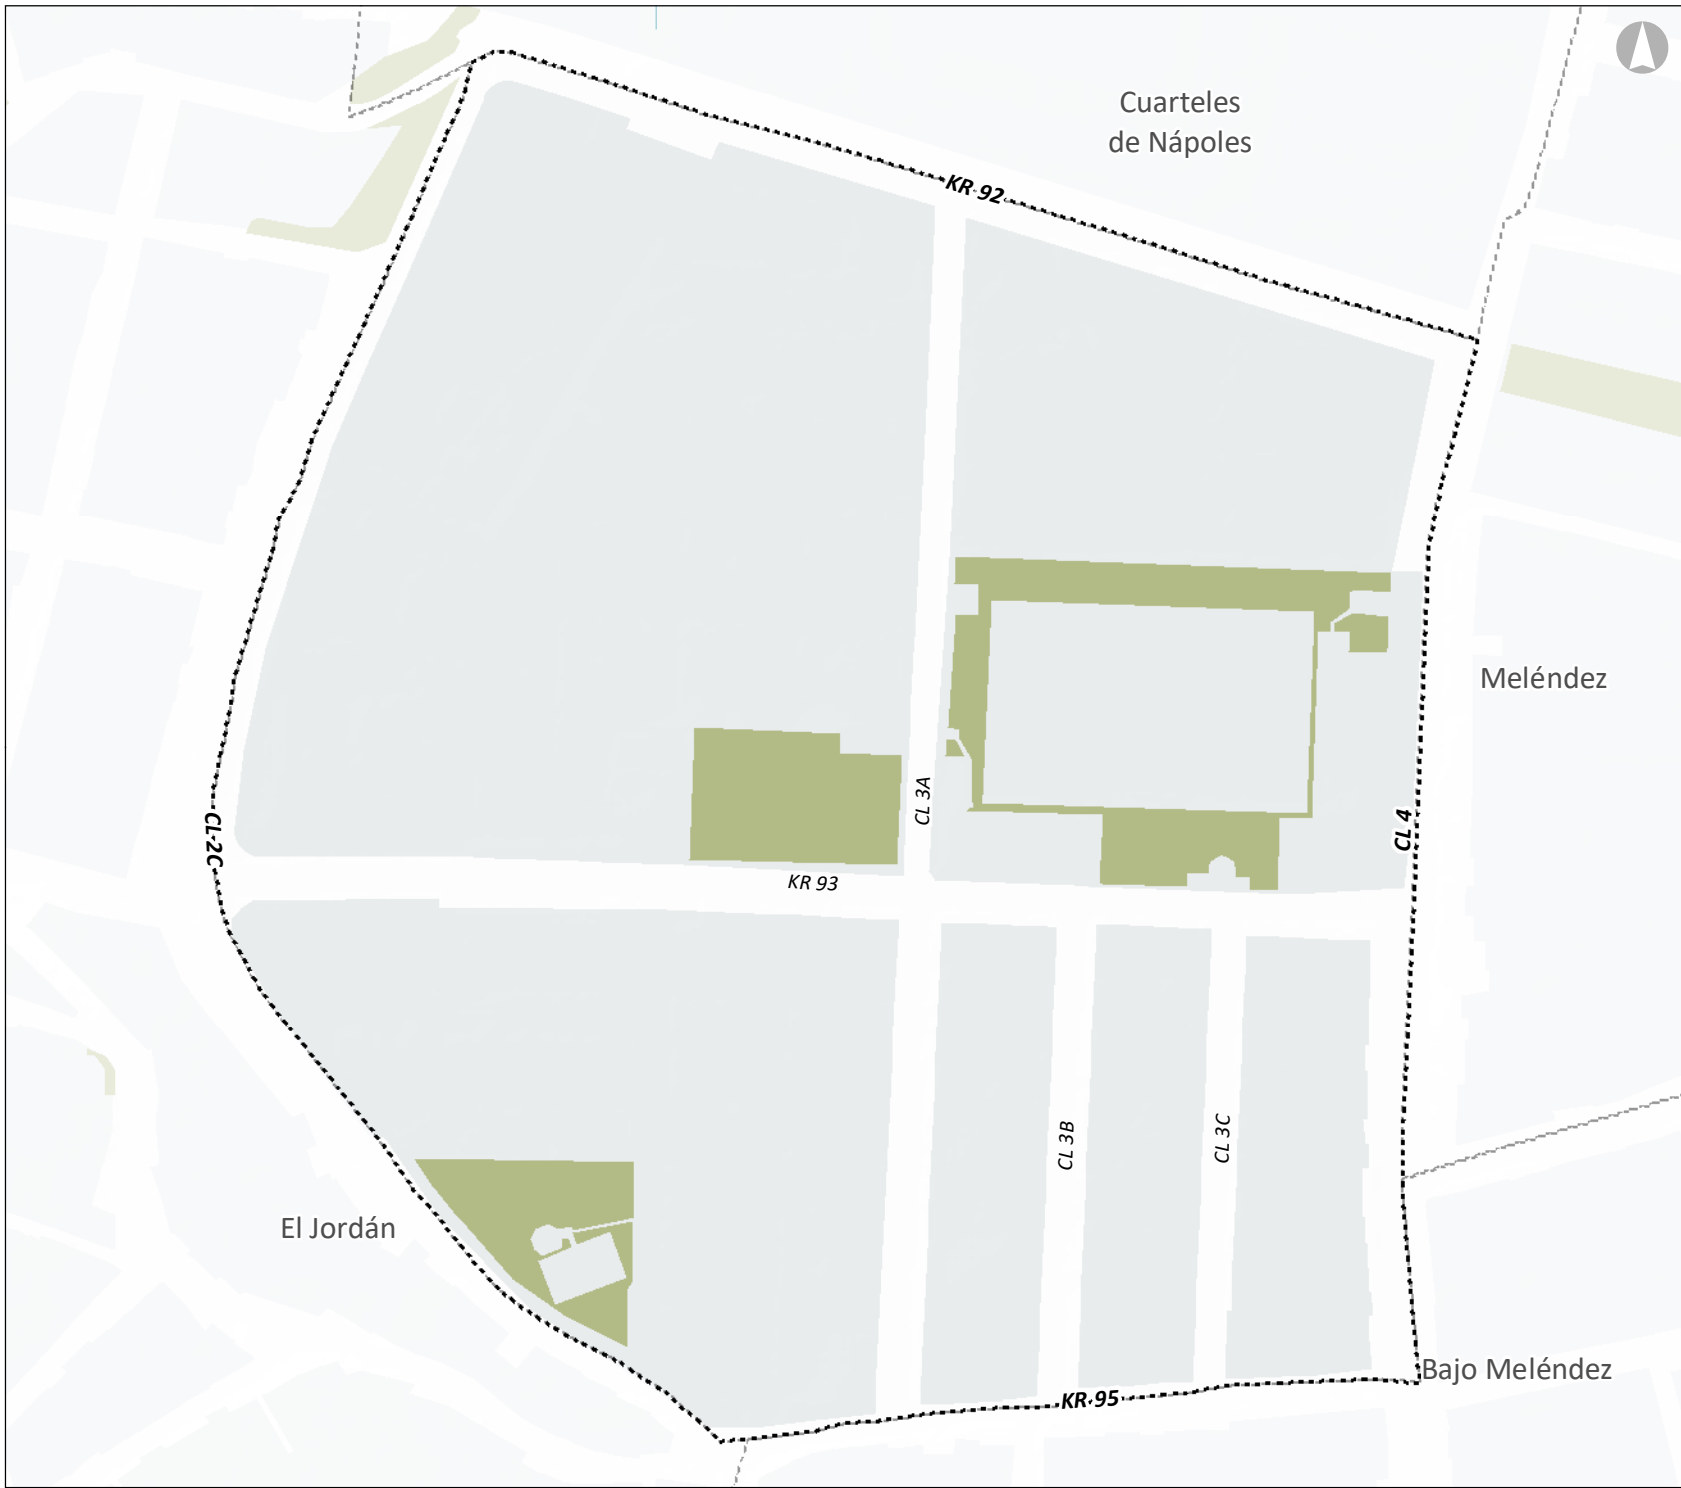 Cuarteles
de Nápoles
KR 92
Meléndez
CL 3A
CL 4
CL 2C
KR 93
CL 3B
CL 3C
El Jordán
Bajo Meléndez
KR 95